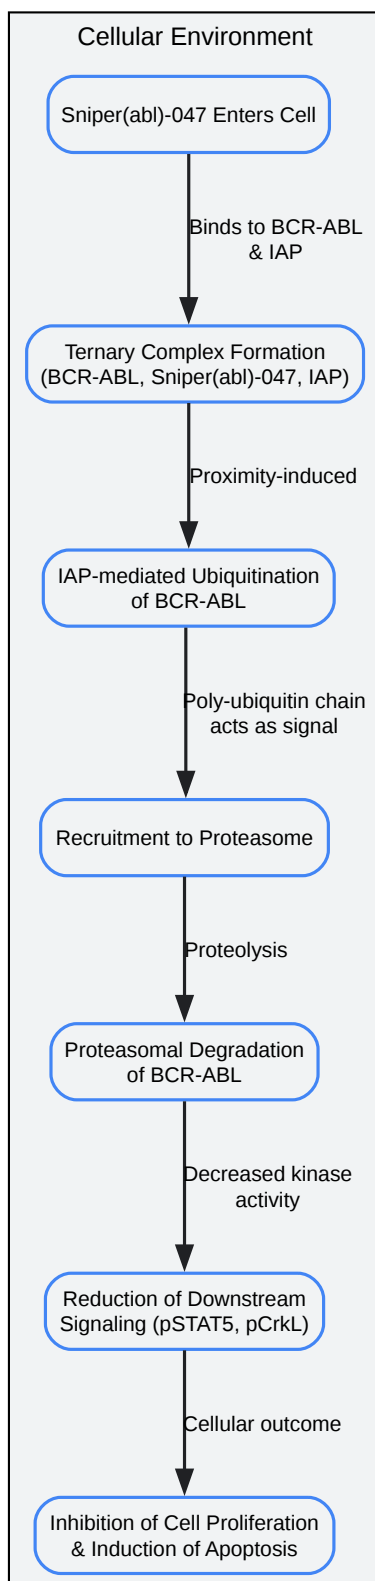 Cellular Environment
Sniper(abl)-047 Enters Cell
Binds to BCR-ABL
& IAP
Ternary Complex Formation
(BCR-ABL, Sniper(abl)-047, IAP)
Proximity-induced
IAP-mediated Ubiquitination
of BCR-ABL
Poly-ubiquitin chain
acts as signal
Recruitment to Proteasome
Proteolysis
Proteasomal Degradation
of BCR-ABL
Decreased kinase
activity
Reduction of Downstream
Signaling (pSTAT5, pCrkL)
Cellular outcome
Inhibition of Cell Proliferation
& Induction of Apoptosis